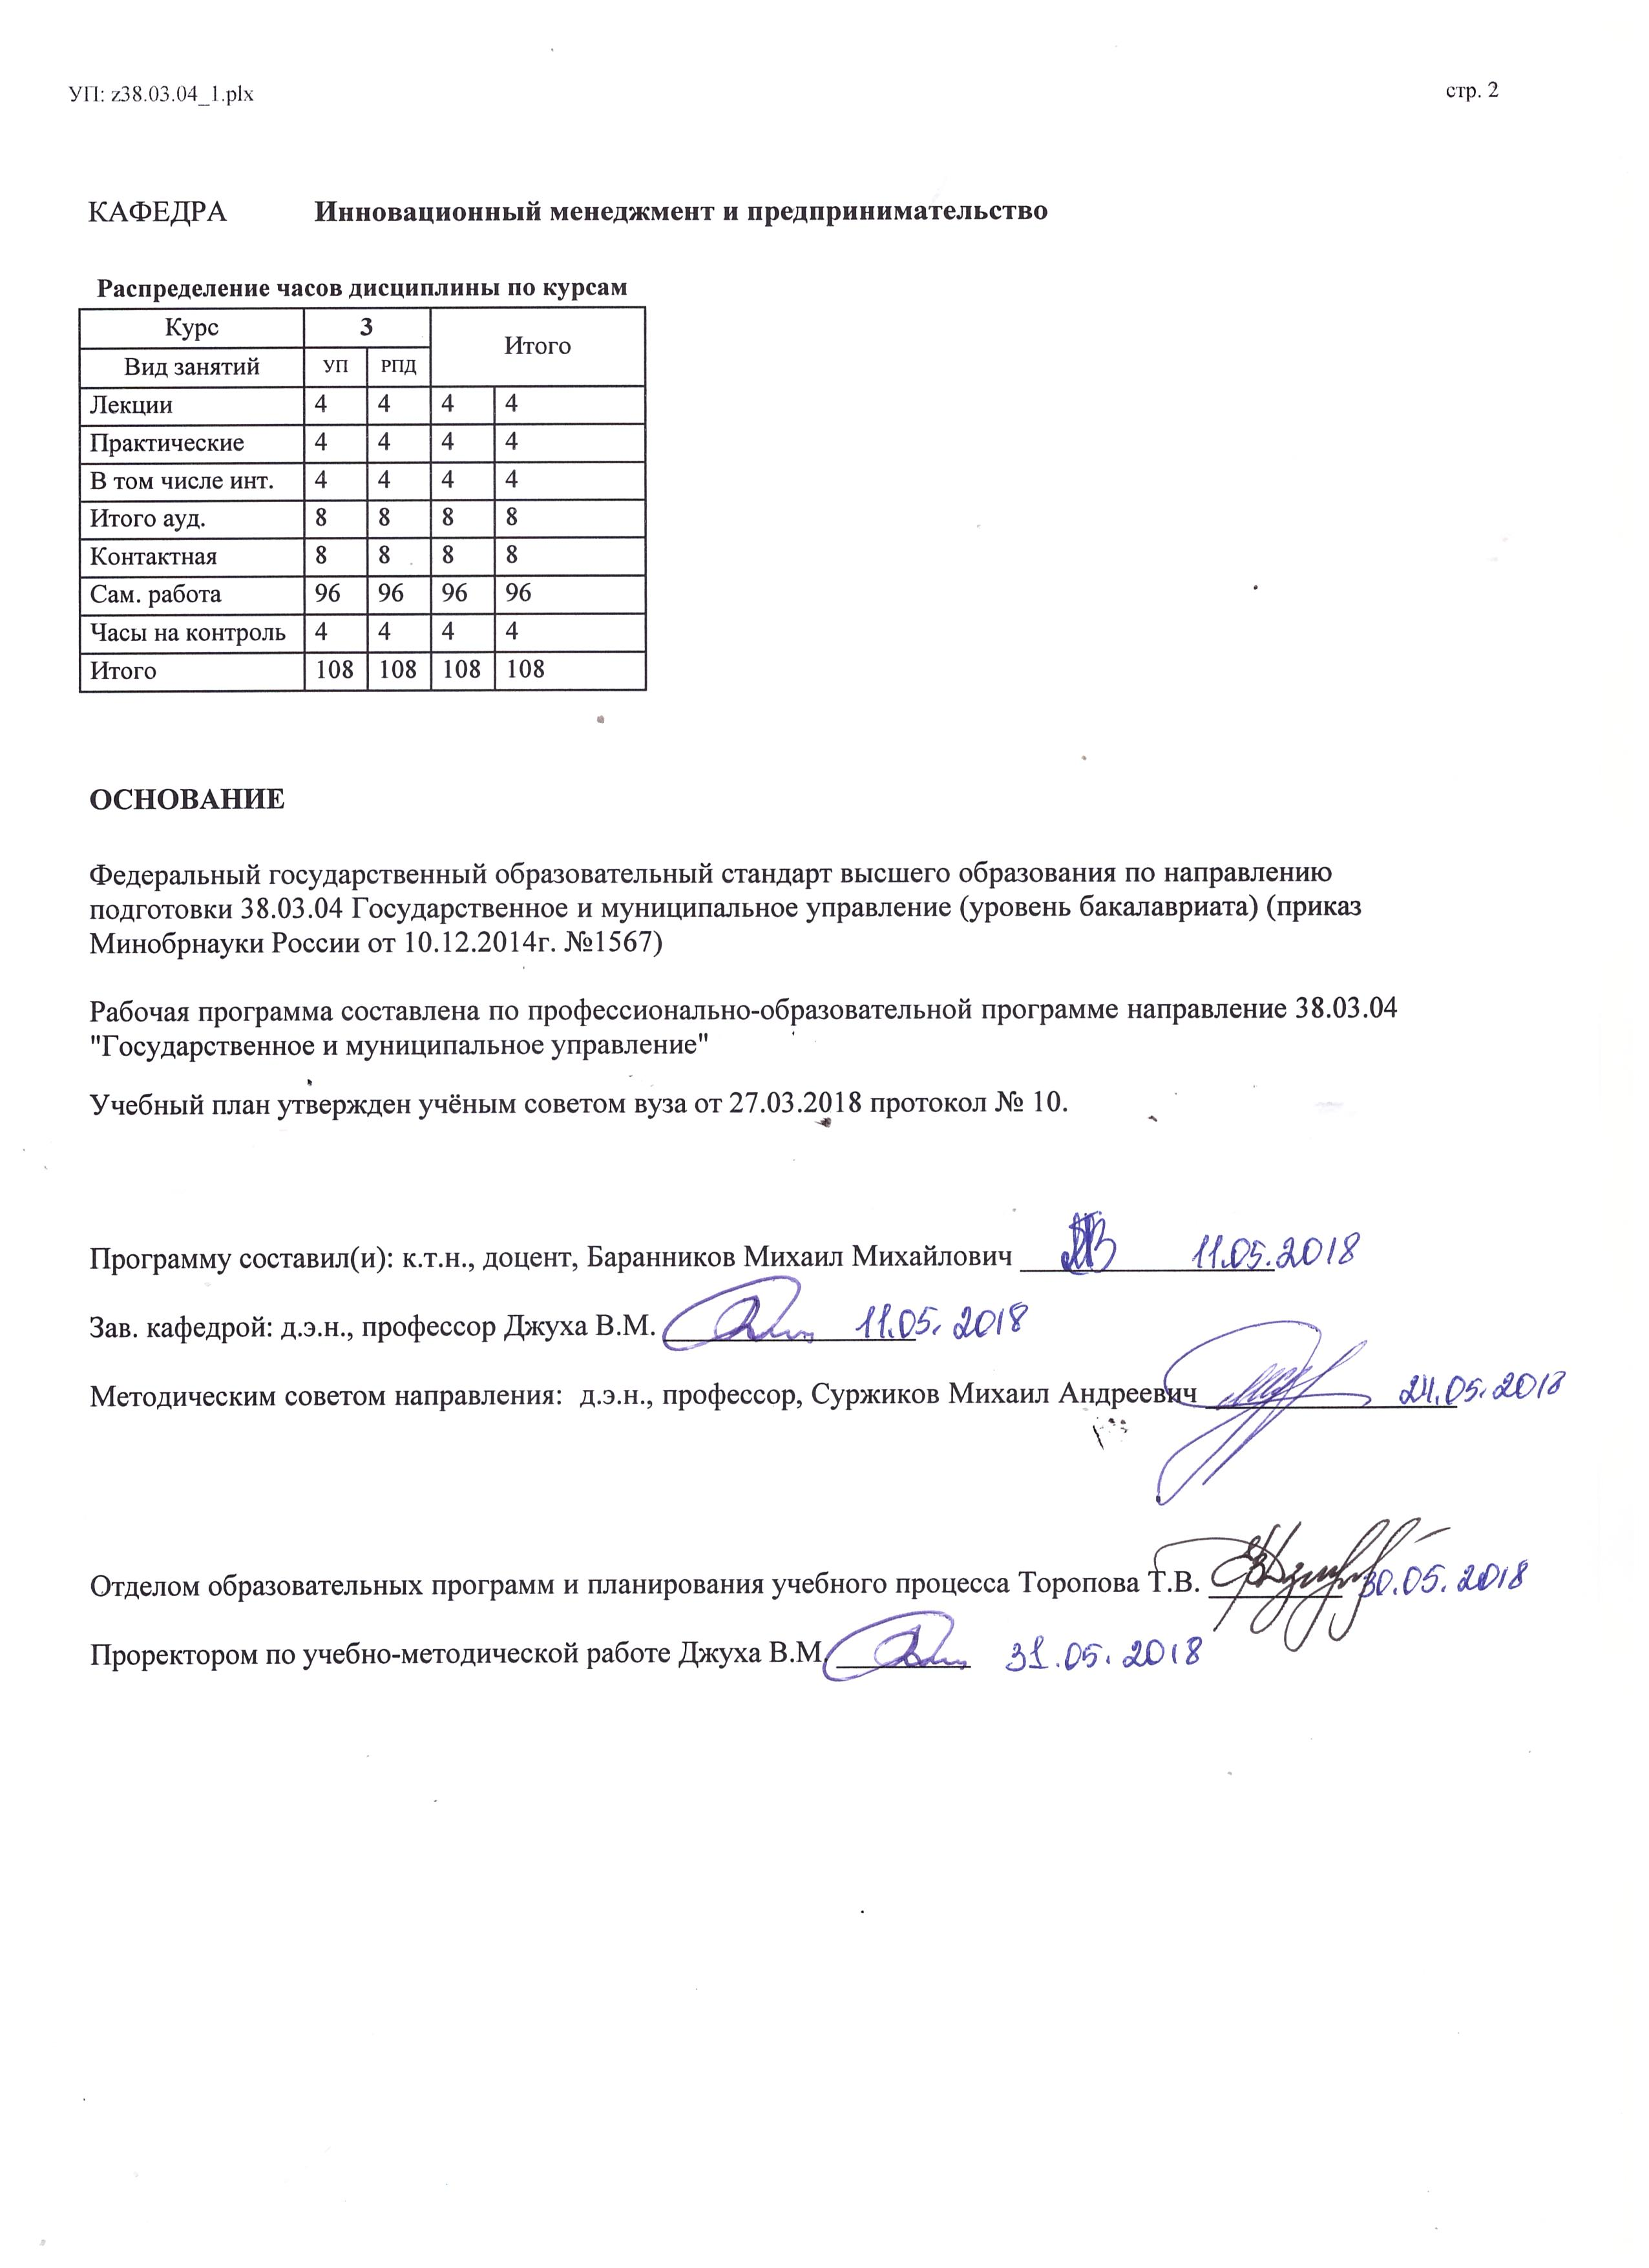 УП: z38.03.04_1.plx стр. 2
КАФЕДРА Инновационный менеджмент и предпринимательство
Распределение часов дисциплины по курсам
Курс 3 Итого
Вид занятий УП РПД
Лекции 4 4 4 4
Практические 4 4 4 4
В том числе инт. 4 4 4 4
Итого ауд. 8 8 8 8
Контактная 8 8 8 8
Сам. работа 96 96 96 96
Часы на контроль 4 4 4 4
Итого 108 108 108 108
ОСНОВАНИЕ
Федеральный государственный образовательный стандарт высшего образования по направлению
подготовки 38.03.04 Государственное и муниципальное управление (уровень бакалавриата) (приказ
Минобрнауки России от 10.12.2014г. №1567)
Рабочая программа составлена по профессионально-образовательной программе направление 38.03.04
"Государственное и муниципальное управление"
Учебный план утвержден учёным советом вуза от 27.03.2018 протокол № 10.
Программу составил(и): к.т.н., доцент, Баранников Михаил Михайлович 11.05.2018
Зав. кафедрой: д.э.н., профессор Джуха В.М. 11.05.2018
Методическим советом направления: д.э.н., профессор, Суржиков Михаил Андреевич 24.05.2018
Отделом образовательных программ и планирования учебного процесса Торопова Т.В. 30.05.2018
Проректором по учебно-методической работе Джуха В.М. 31.05.2018